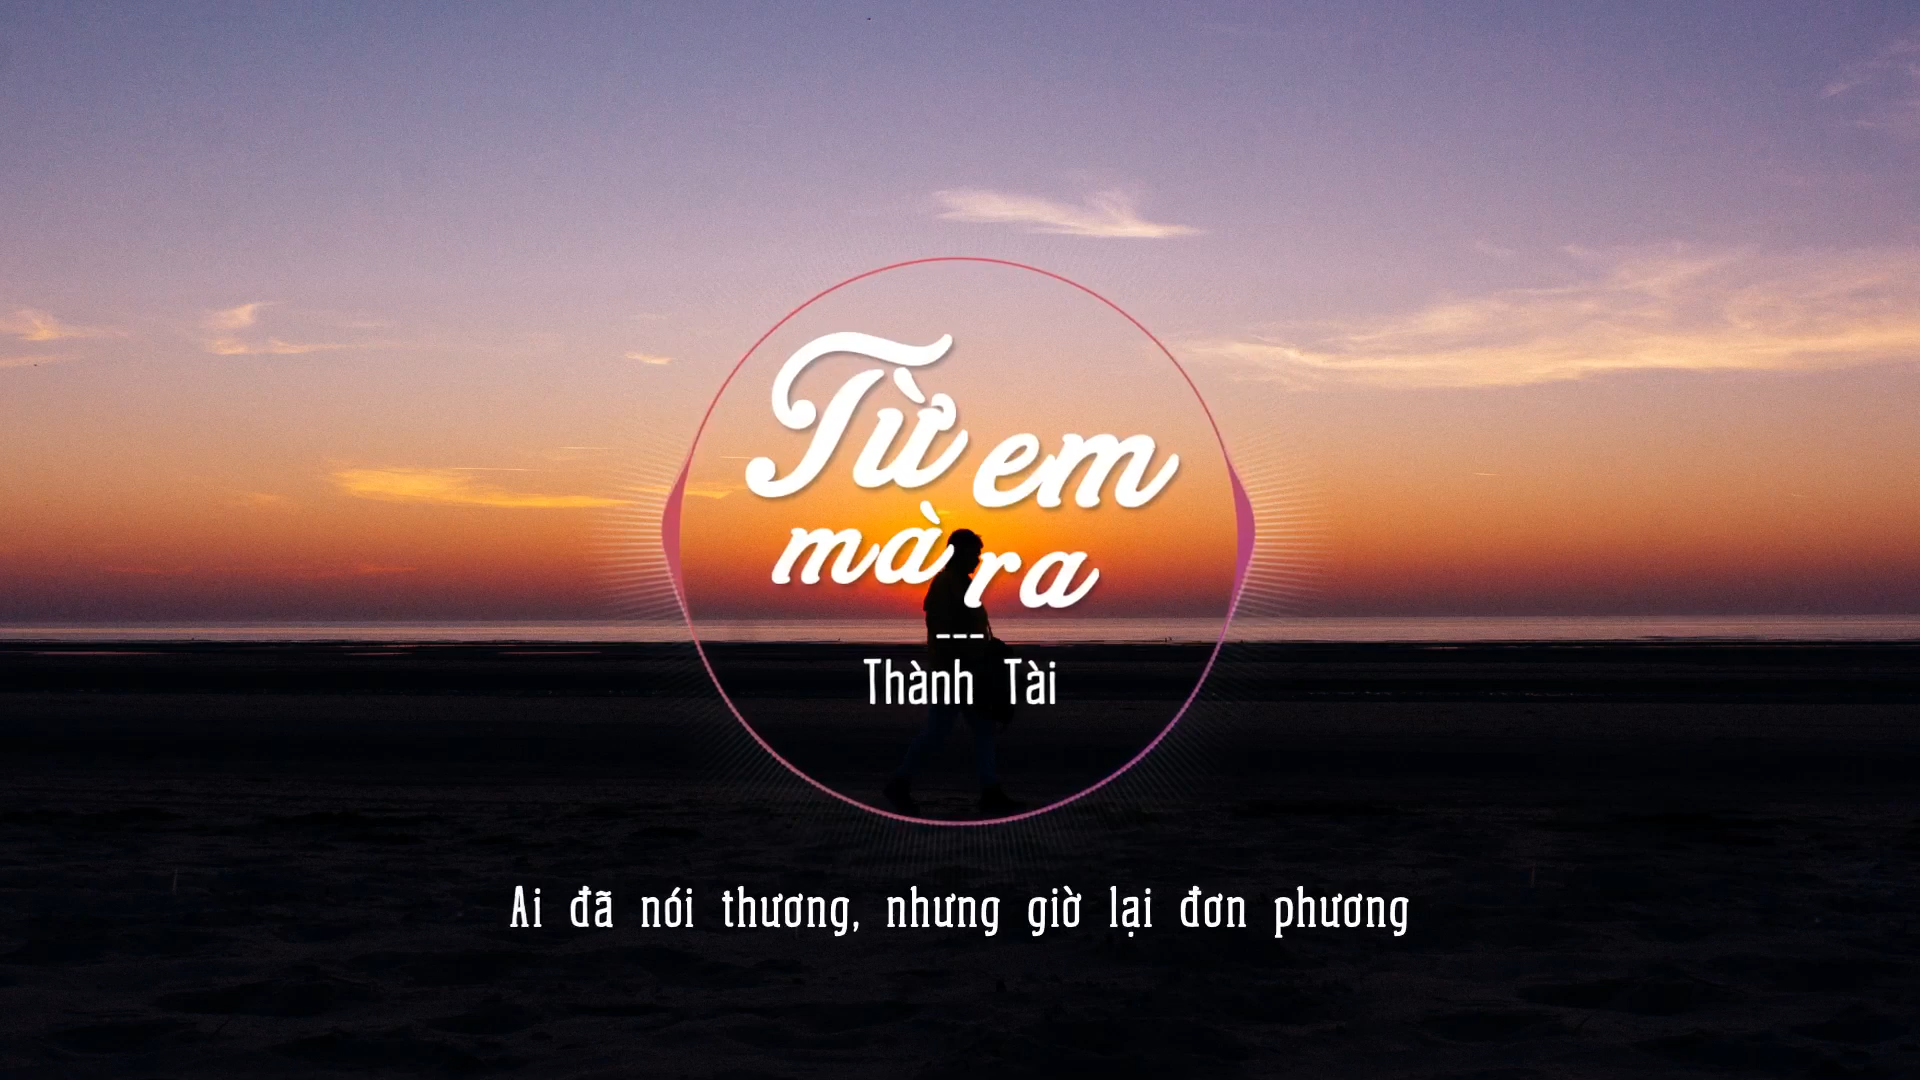 Từ em
mà ra
---
Thành Tài
Ai đã nói thương, nhưng giờ lại đơn phương